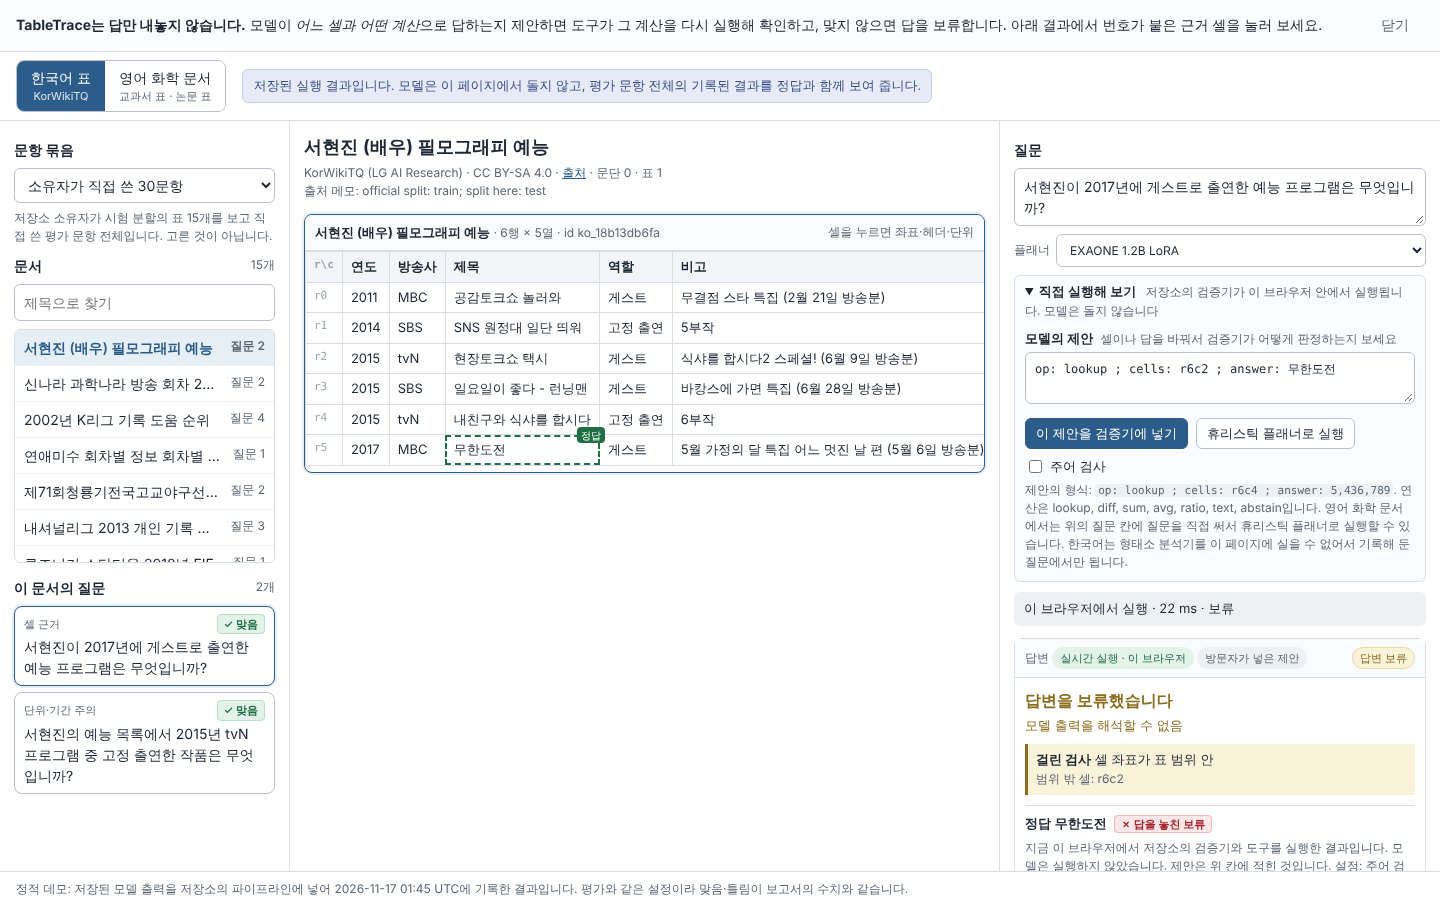 TableTrace는 답만 내놓지 않습니다. 모델이 어느 셀과 어떤 계산으로 답하는지 제안하면 도구가 그 계산을 다시 실행해 확인하고, 맞지 않으면 답을 보류합니다. 아래 결과에서 번호가 붙은 근거 셀을 눌러 보세요.
닫기
한국어 표
KorWikiTQ
영어 화학 문서
교과서 표 · 논문 표
저장된 실행 결과입니다. 모델은 이 페이지에서 돌지 않고, 평가 문항 전체의 기록된 결과를 정답과 함께 보여 줍니다.
문항 묶음
소유자가 직접 쓴 30문항
저장소 소유자가 시험 분할의 표 15개를 보고 직
접 쓴 평가 문항 전체입니다. 고른 것이 아닙니다.
문서 15개
제목으로 찾기
서현진 (배우) 필모그래피 예능 질문 2
신나라 과학나라 방송 회차 2... 질문 2
2002년 K리그 기록 도움 순위 질문 4
연애미수 회차별 정보 회차별 ... 질문 1
제71회청룡기전국고교야구선... 질문 2
내셔널리그 2013 개인 기록 ... 질문 3
이 문서의 질문 2개
셀 근거 ✓ 맞음
서현진이 2017년에 게스트로 출연한
예능 프로그램은 무엇입니까?
단위·기간 주의 ✓ 맞음
서현진의 예능 목록에서 2015년 tvN
프로그램 중 고정 출연한 작품은 무엇
입니까?
서현진 (배우) 필모그래피 예능
KorWikiTQ (LG AI Research) · CC BY-SA 4.0 · 출처 · 문단 0 · 표 1
출처 메모: official split: train; split here: test
서현진 (배우) 필모그래피 예능 · 6행 × 5열 · id ko_18b13db6fa 셀을 누르면 좌표·헤더·단위
r\c 연도 방송사 제목 역할 비고
r0 2011 MBC 공감토크쇼 놀러와 게스트 무결점 스타 특집 (2월 21일 방송분)
r1 2014 SBS SNS 원정대 일단 띄워 고정 출연 5부작
r2 2015 tvN 현장토크쇼 택시 게스트 식샤를 합시다2 스페셜! (6월 9일 방송분)
r3 2015 SBS 일요일이 좋다 - 런닝맨 게스트 바캉스에 가면 특집 (6월 28일 방송분)
r4 2015 tvN 내친구와 식샤를 합시다 고정 출연 6부작
정답
r5 2017 MBC 무한도전 게스트 5월 가정의 달 특집 어느 멋진 날 편 (5월 6일 방송분)
질문
서현진이 2017년에 게스트로 출연한 예능 프로그램은 무엇입니
까?
플래너 EXAONE 1.2B LoRA
▼ 직접 실행해 보기 저장소의 검증기가 이 브라우저 안에서 실행됩니
다. 모델은 돌지 않습니다
모델의 제안 셀이나 답을 바꿔서 검증기가 어떻게 판정하는지 보세요
op: lookup ; cells: r6c2 ; answer: 무한도전
이 제안을 검증기에 넣기
휴리스틱 플래너로 실행
주어 검사
제안의 형식: op: lookup ; cells: r6c4 ; answer: 5,436,789. 연
산은 lookup, diff, sum, avg, ratio, text, abstain입니다. 영어 화학 문서
에서는 위의 질문 칸에 질문을 직접 써서 휴리스틱 플래너로 실행할 수 있
습니다. 한국어는 형태소 분석기를 이 페이지에 실을 수 없어서 기록해 둔
질문에서만 됩니다.
이 브라우저에서 실행 · 22 ms · 보류
답변 실시간 실행 · 이 브라우저 방문자가 넣은 제안 답변 보류
답변을 보류했습니다
모델 출력을 해석할 수 없음
걸린 검사 셀 좌표가 표 범위 안
범위 밖 셀: r6c2
정답 무한도전 × 답을 놓친 보류
지금 이 브라우저에서 저장소의 검증기와 도구를 실행한 결과입니다. 모
델은 실행하지 않았습니다. 제안은 위 칸에 적힌 것입니다. 설정: 주어 검
정적 데모: 저장된 모델 출력을 저장소의 파이프라인에 넣어 2026-11-17 01:45 UTC에 기록한 결과입니다. 평가와 같은 설정이라 맞음·틀림이 보고서의 수치와 같습니다.